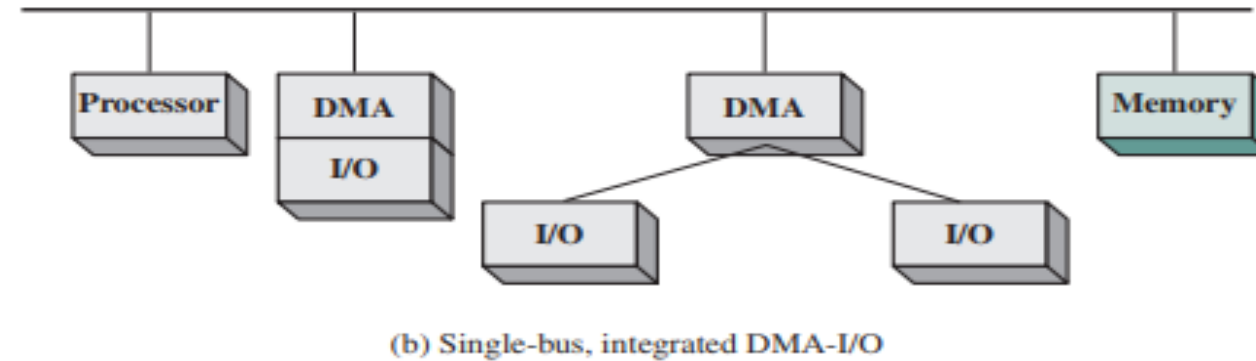 Processor
DMA
I/O
DMA
I/O
I/O
Memory
(b) Single-bus, integrated DMA-I/O